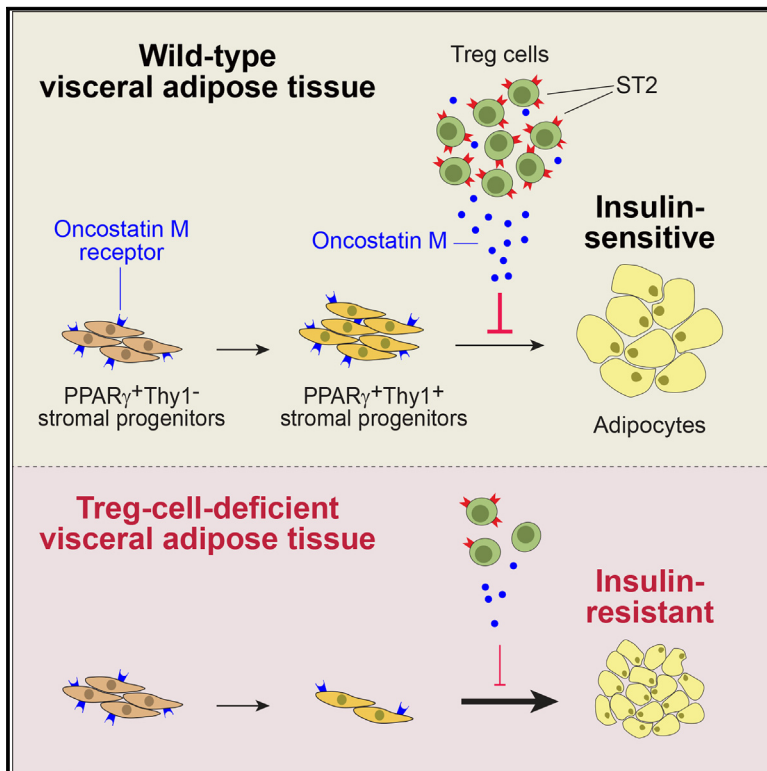 Wild-type
visceral adipose tissue
Treg cells
ST2
Oncostatin M
receptor
Oncostatin M
Insulin-
sensitive
PPARγ+Thy1-
stromal progenitors
PPARγ+Thy1+
stromal progenitors
Adipocytes
Treg-cell-deficient
visceral adipose tissue
Insulin-
resistant